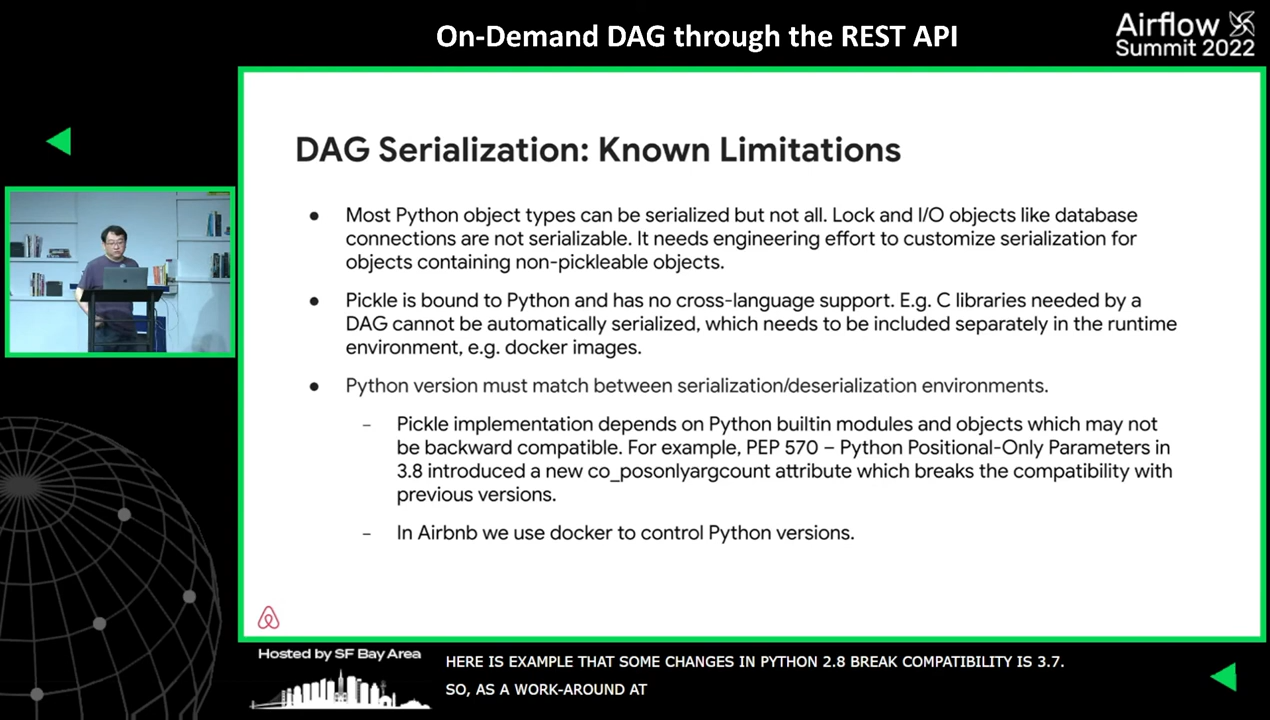 On-Demand DAG through the REST API
Airflow
Summit 2022
DAG Serialization: Known Limitations
● Most Python object types can be serialized but not all. Lock and I/O objects like database
connections are not serializable. It needs engineering effort to customize serialization for
objects containing non-pickleable objects.
● Pickle is bound to Python and has no cross-language support. E.g. C libraries needed by a
DAG cannot be automatically serialized, which needs to be included separately in the runtime
environment, e.g. docker images.
● Python version must match between serialization/deserialization environments.
– Pickle implementation depends on Python builtin modules and objects which may not
be backward compatible. For example, PEP 570 – Python Positional-Only Parameters in
3.8 introduced a new co_posonlyargcount attribute which breaks the compatibility with
previous versions.
– In Airbnb we use docker to control Python versions.
Hosted by SF Bay Area
HERE IS EXAMPLE THAT SOME CHANGES IN PYTHON 2.8 BREAK COMPATIBILITY IS 3.7.
SO, AS A WORK-AROUND AT